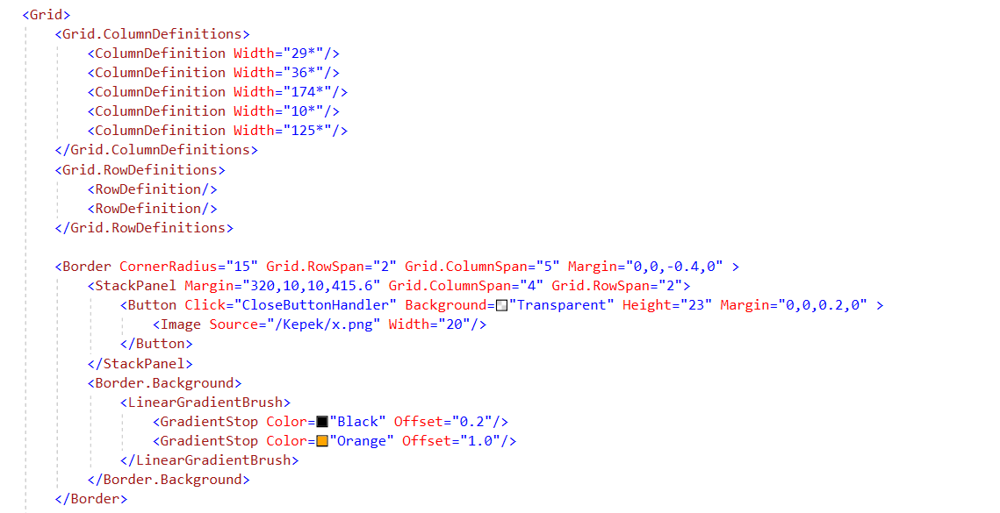 <Grid>
<Grid.ColumnDefinitions>
<ColumnDefinition Width="29*"/>
<ColumnDefinition Width="36*"/>
<ColumnDefinition Width="174*"/>
<ColumnDefinition Width="10*"/>
<ColumnDefinition Width="125*"/>
</Grid.ColumnDefinitions>
<Grid.RowDefinitions>
<RowDefinition/>
<RowDefinition/>
</Grid.RowDefinitions>
<Border CornerRadius="15" Grid.RowSpan="2" Grid.ColumnSpan="5" Margin="0,0,-0.4,0" >
<StackPanel Margin="320,10,10,415.6" Grid.ColumnSpan="4" Grid.RowSpan="2">
<Button Click="CloseButtonHandler" Background="Transparent" Height="23" Margin="0,0,0.2,0" >
<Image Source="/Kepek/x.png" Width="20"/>
</Button>
</StackPanel>
<Border.Background>
<LinearGradientBrush>
<GradientStop Color="Black" Offset="0.2"/>
<GradientStop Color="Orange" Offset="1.0"/>
</LinearGradientBrush>
</Border.Background>
</Border>